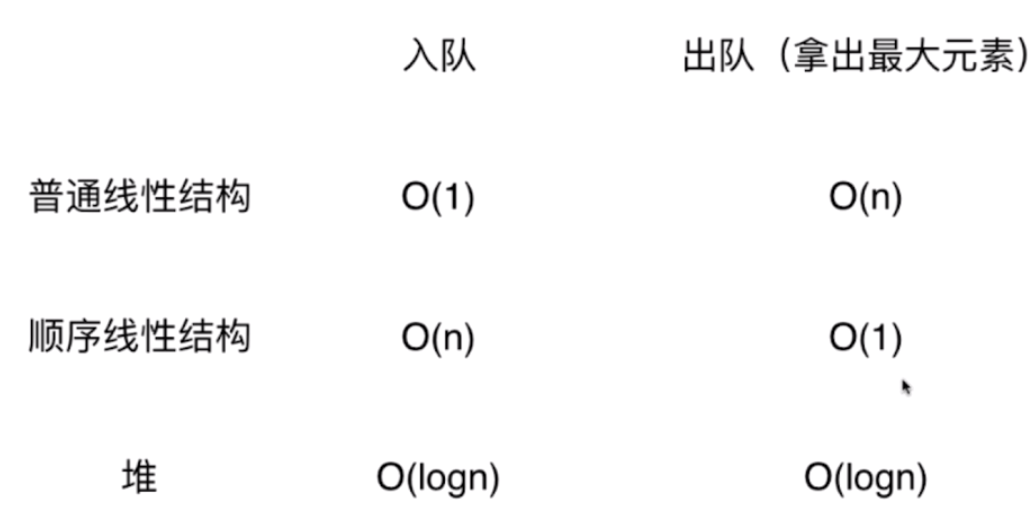 入队 出队（拿出最大元素）
普通线性结构 O(1) O(n)
顺序线性结构 O(n) O(1)
堆 O(logn) O(logn)